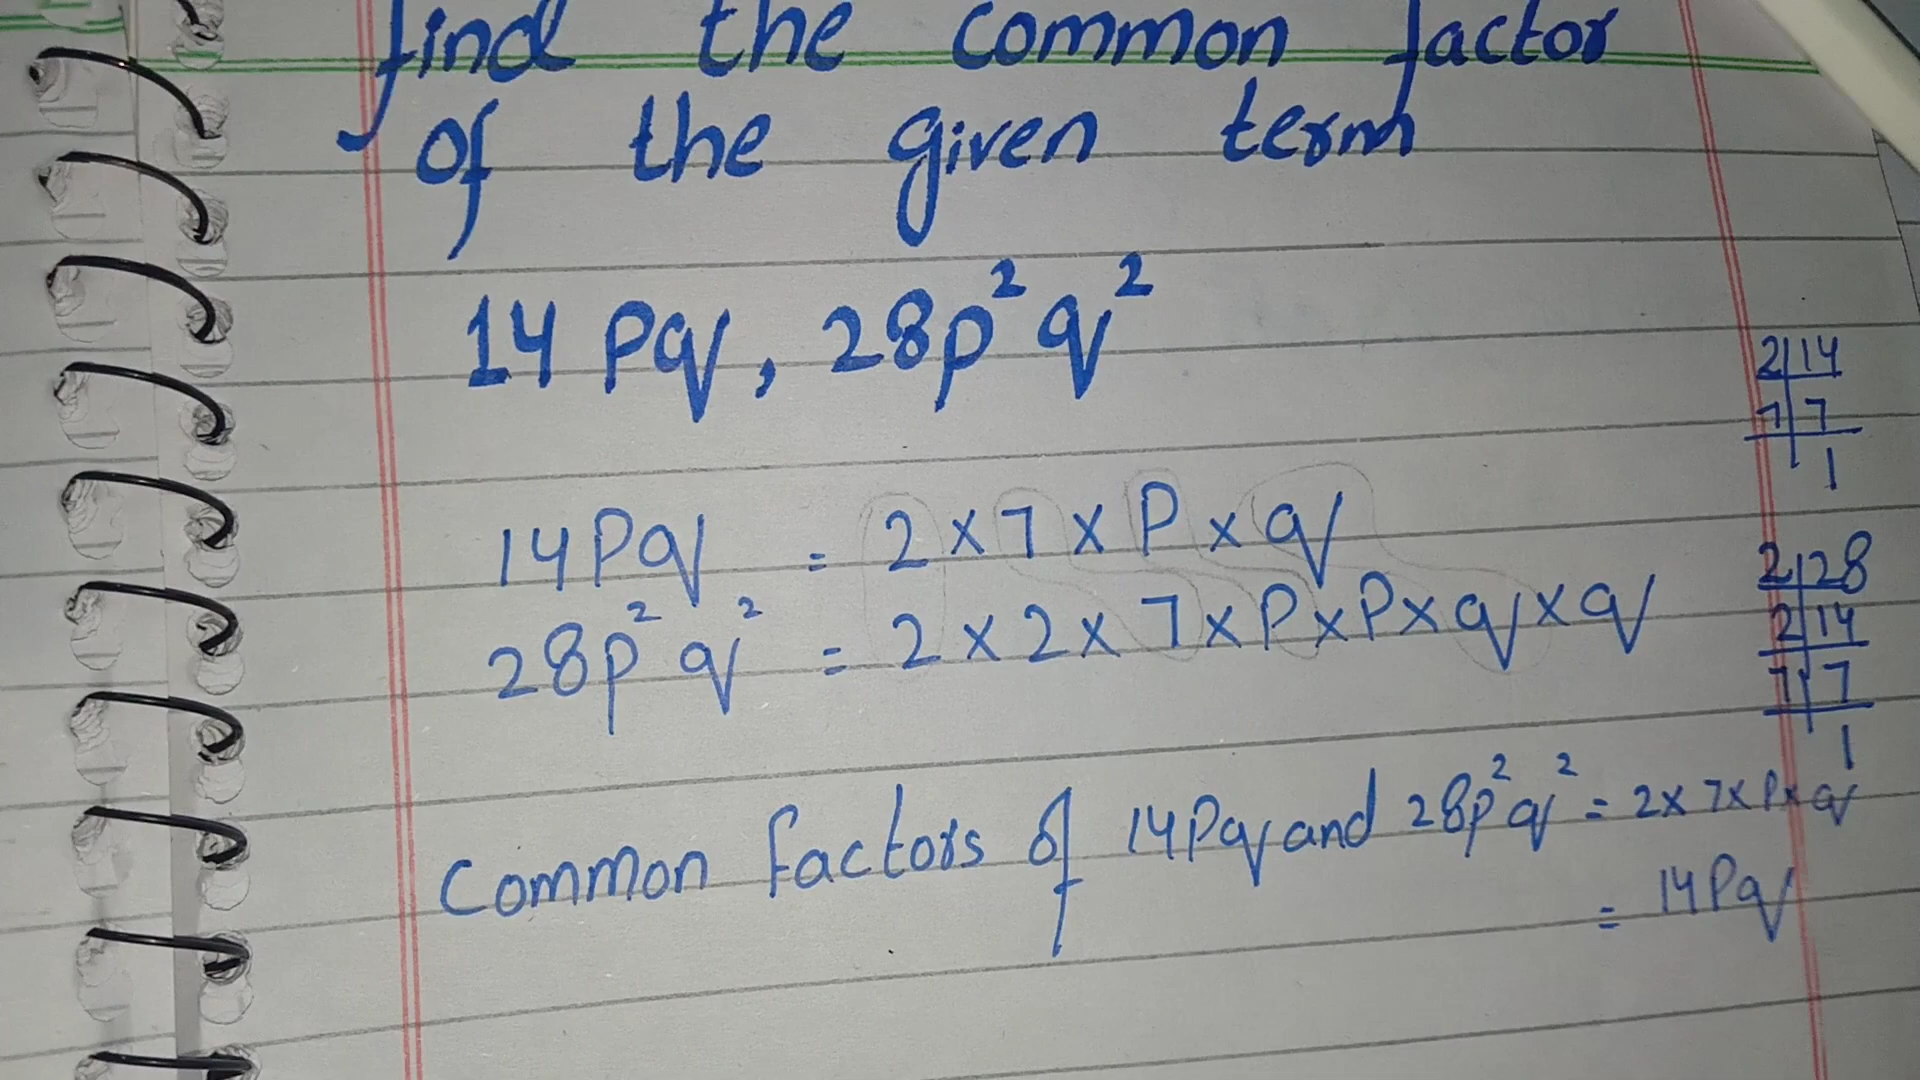 find the common factor
of the given term
14 Pq, 28p²q²
2|14
7|7
1
14Pq = 2×7×P×q
28p²q² = 2×2×7×P×P×q×q
2|28
2|14
7|7
1
Common factors of 14Pq and 28p²q² = 2×7×P×q
= 14Pq